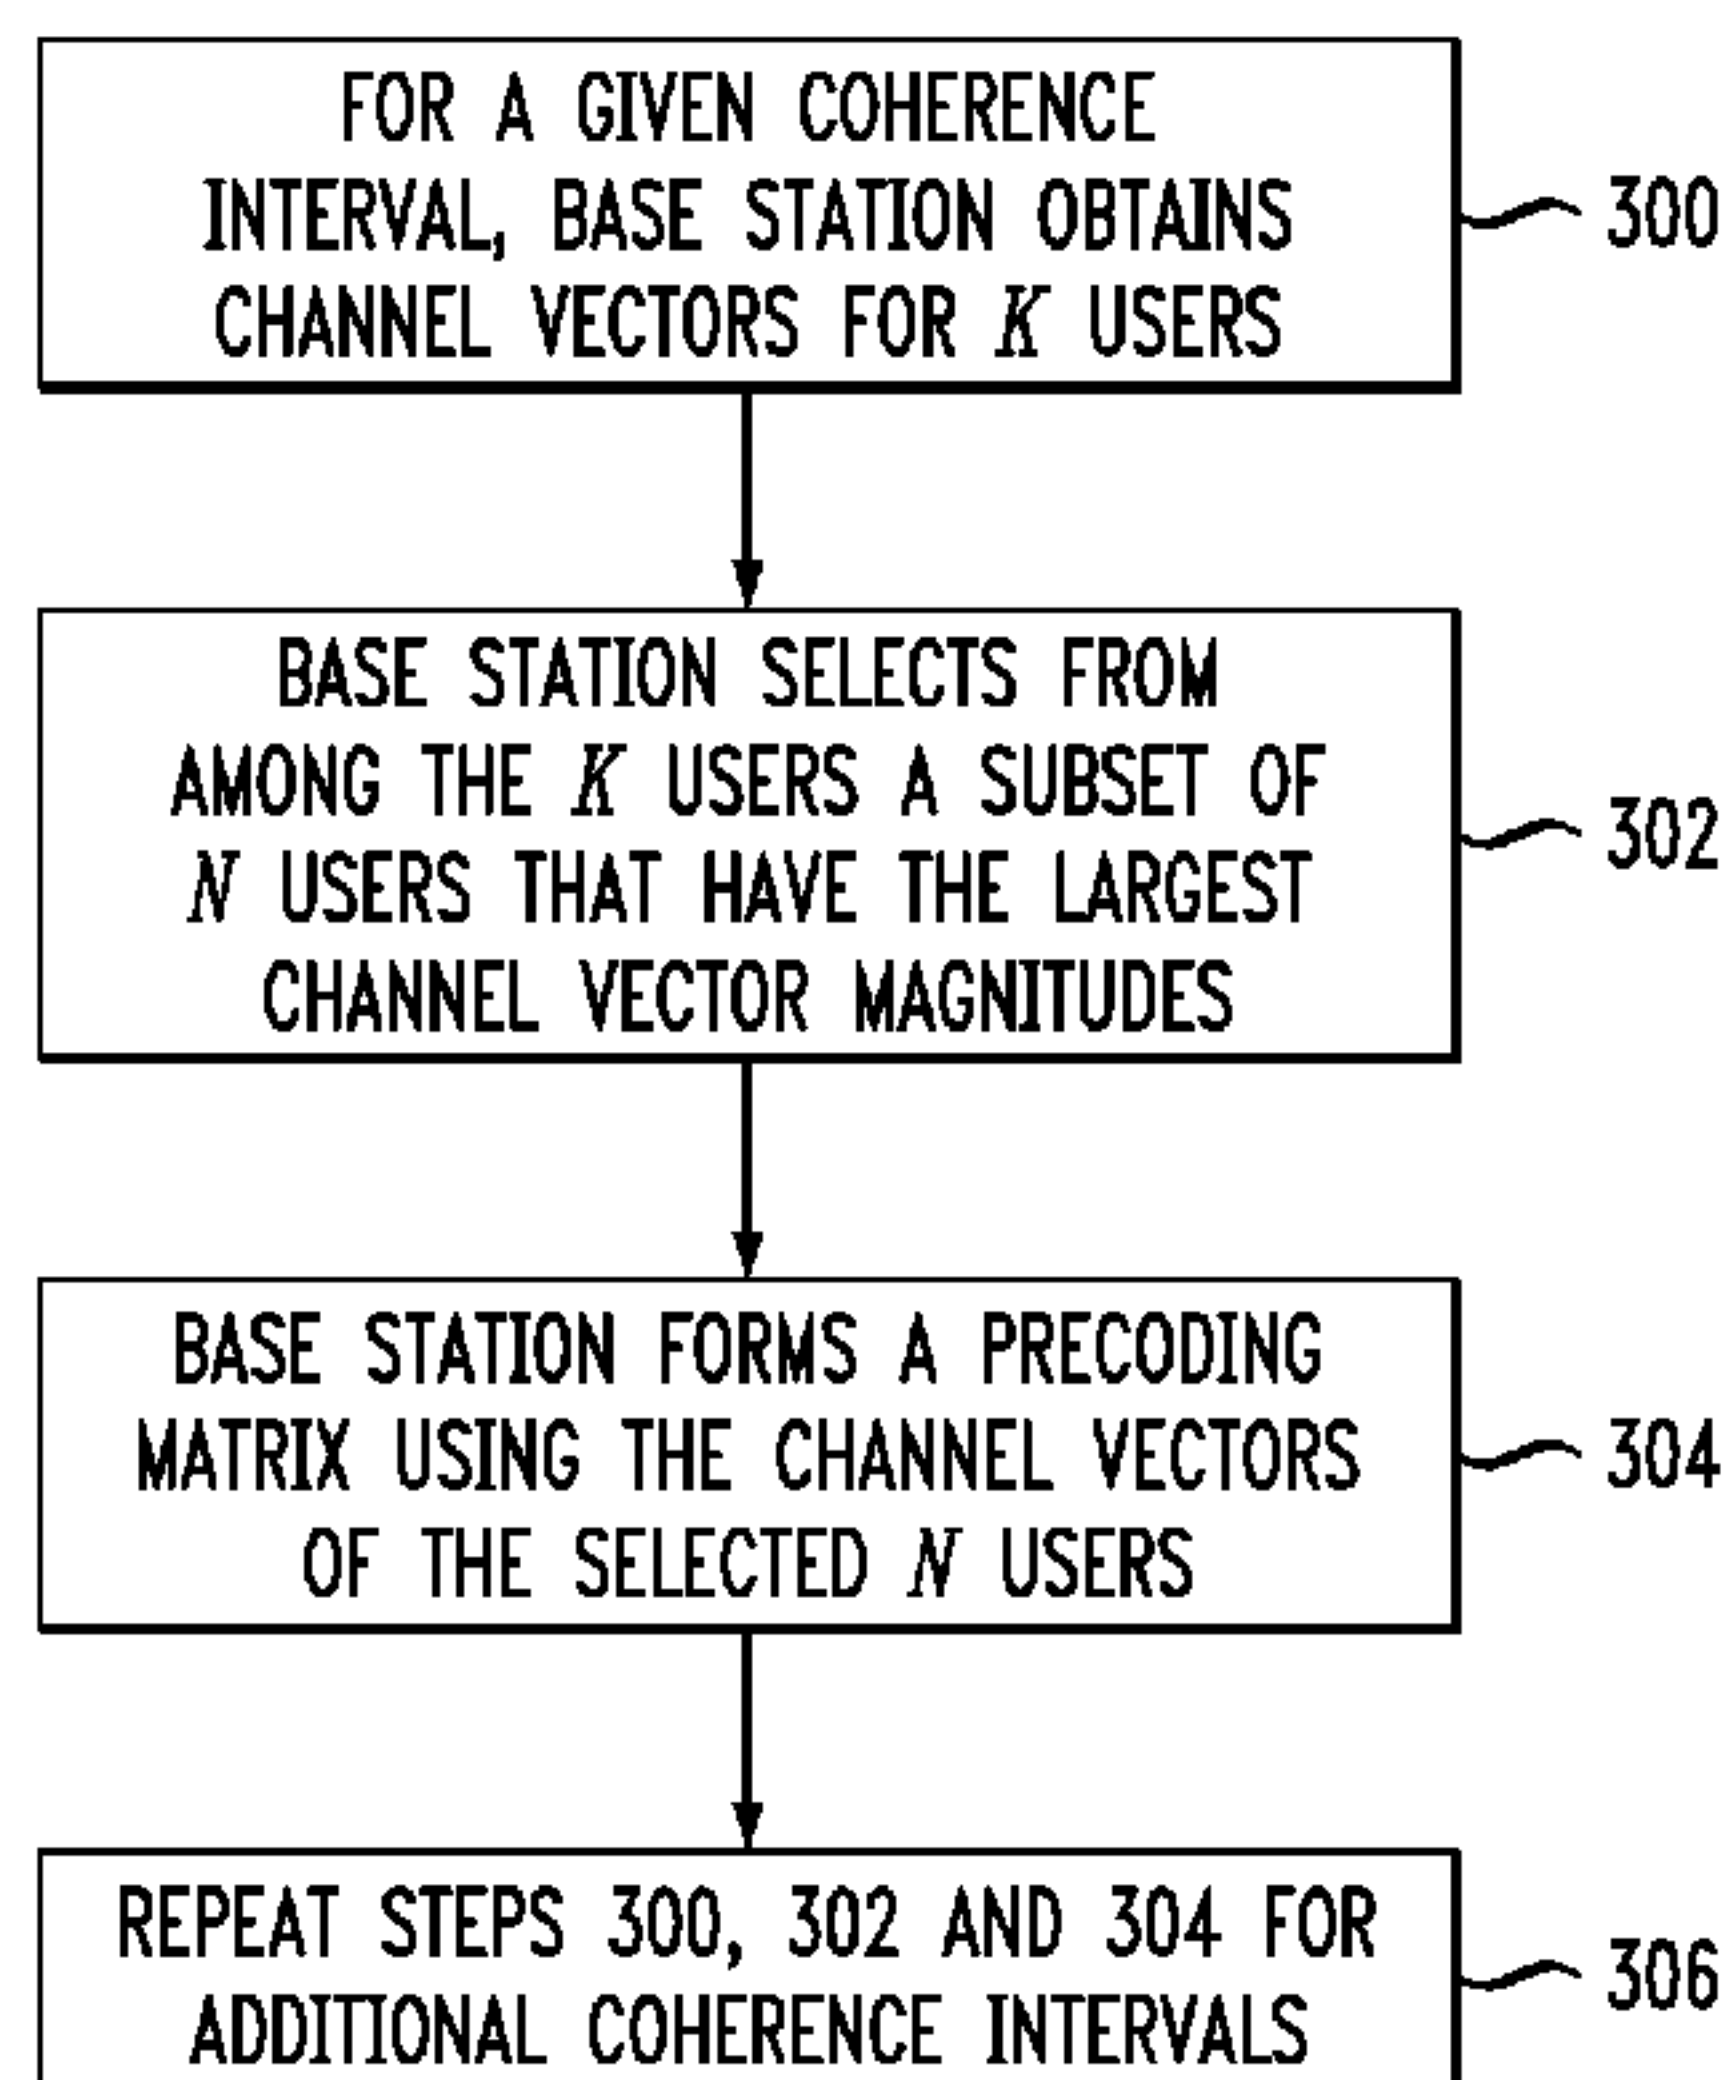 FOR A GIVEN COHERENCE
INTERVAL, BASE STATION OBTAINS
CHANNEL VECTORS FOR K USERS
300
BASE STATION SELECTS FROM
AMONG THE K USERS A SUBSET OF
N USERS THAT HAVE THE LARGEST
CHANNEL VECTOR MAGNITUDES
302
BASE STATION FORMS A PRECODING
MATRIX USING THE CHANNEL VECTORS
OF THE SELECTED N USERS
304
REPEAT STEPS 300, 302 AND 304 FOR
ADDITIONAL COHERENCE INTERVALS
306